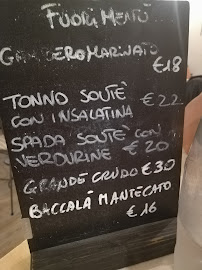 FUORI MENÙ
GAMBERO MARINATO
€18
TONNO SOUTÈ €22
CON INSALATINA
SPADA SOUTÈ CON
VERDURINE €20
GRANDE CRUDO €30
BACCALÀ MANTECATO
€16